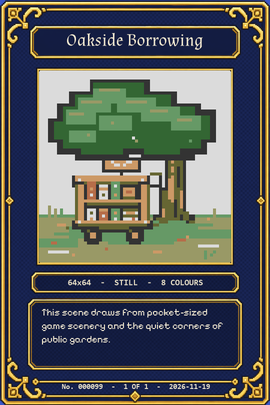 Oakside Borrowing
64x64 - STILL - 8 COLOURS
This scene draws from pocket-sized
game scenery and the quiet corners of
public gardens.
No. 000099 - 1 OF 1 - 2026-11-19